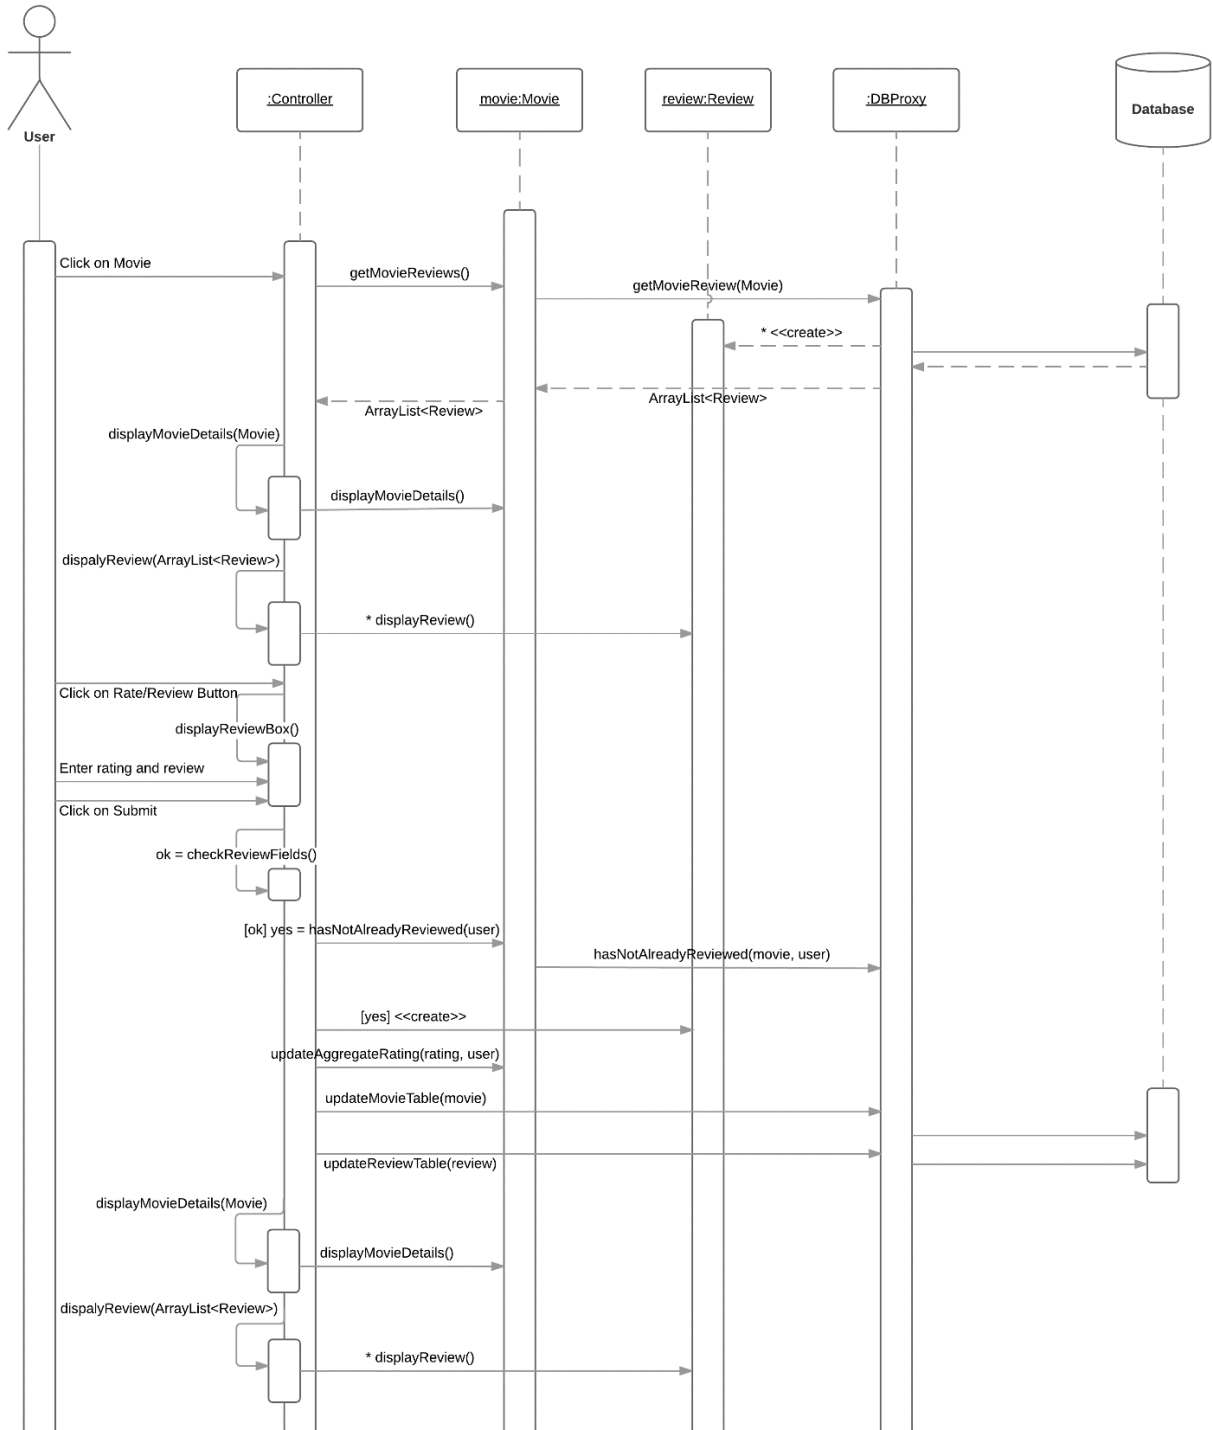 User
:Controller
movie:Movie
review:Review
:DBProxy
Database
Click on Movie
getMovieReviews()
getMovieReview(Movie)
* <<create>>
ArrayList<Review>
ArrayList<Review>
displayMovieDetails(Movie)
displayMovieDetails()
dispalyReview(ArrayList<Review>)
* displayReview()
Click on Rate/Review Button
displayReviewBox()
Enter rating and review
Click on Submit
ok = checkReviewFields()
[ok] yes = hasNotAlreadyReviewed(user)
hasNotAlreadyReviewed(movie, user)
[yes] <<create>>
updateAggregateRating(rating, user)
updateMovieTable(movie)
updateReviewTable(review)
displayMovieDetails(Movie)
displayMovieDetails()
dispalyReview(ArrayList<Review>)
* displayReview()